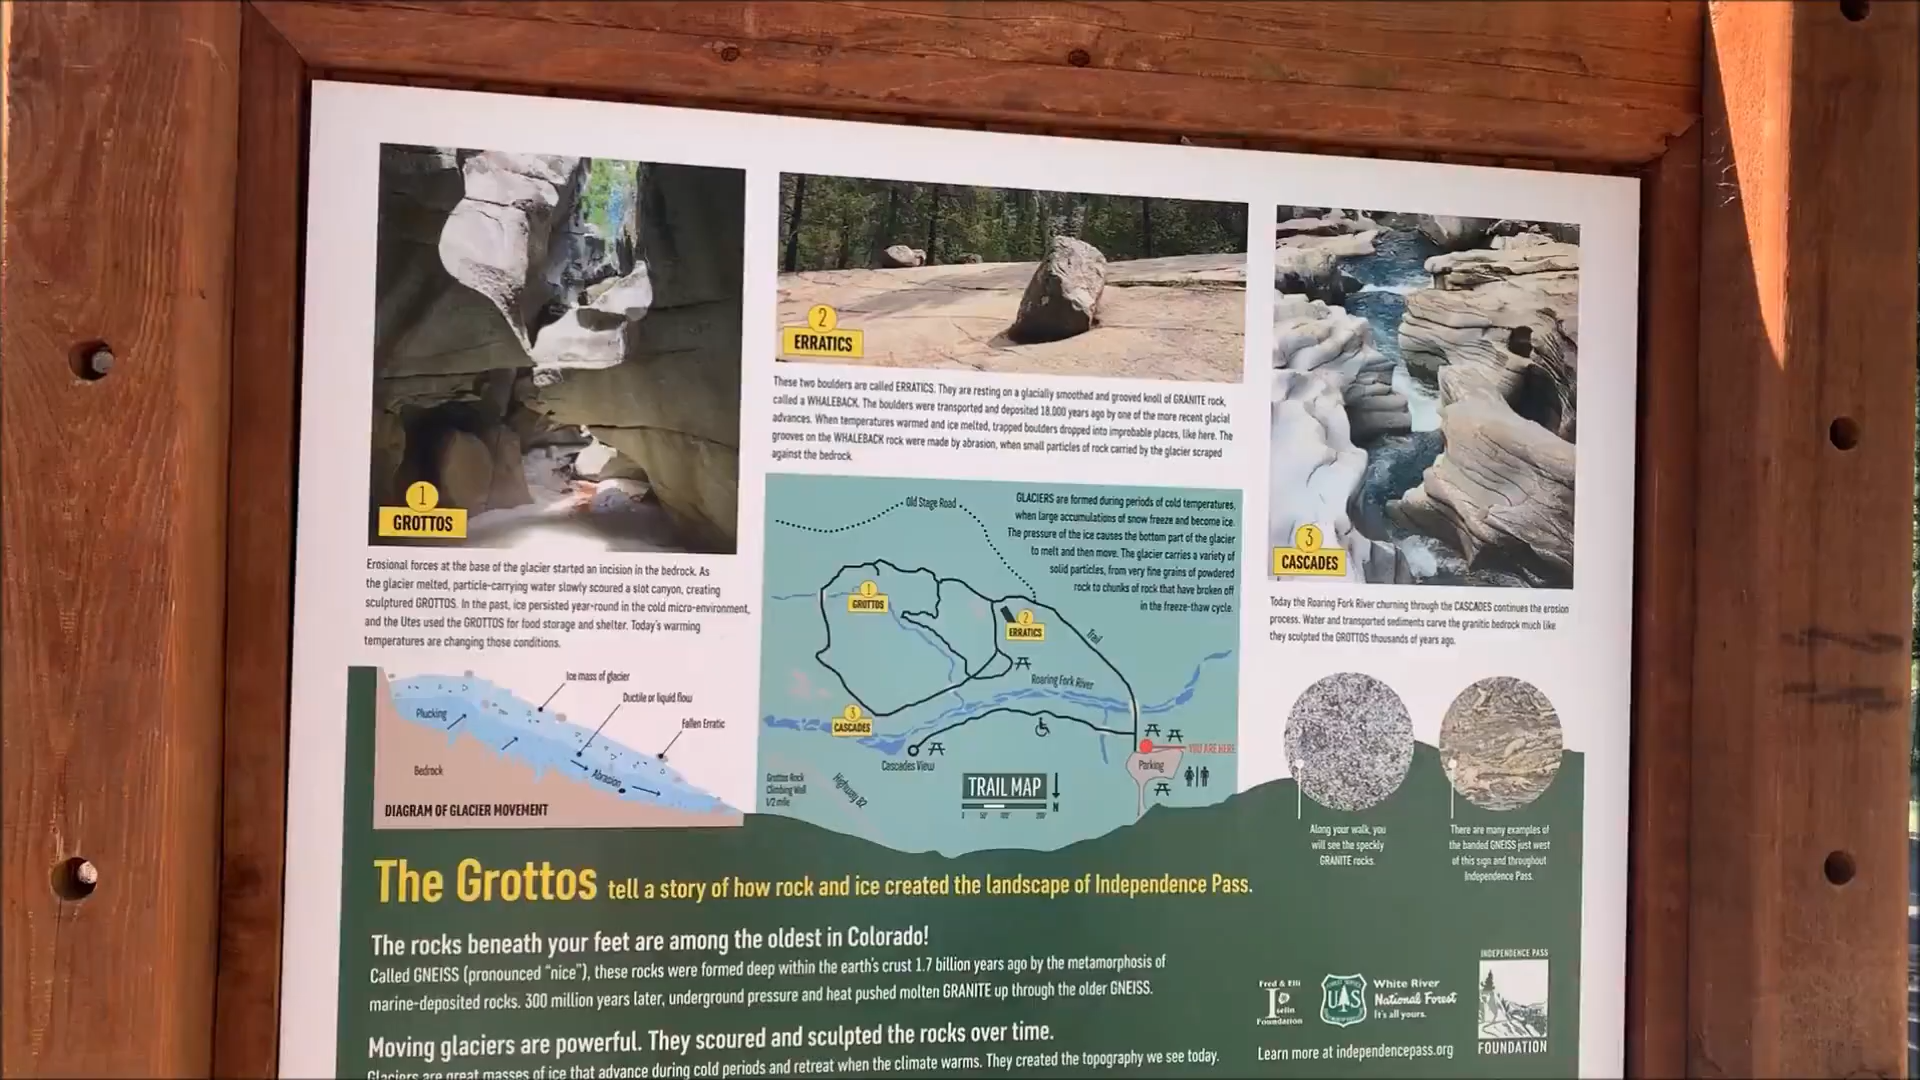 1
GROTTOS
Erosional forces at the base of the glacier started an incision in the bedrock. As
the glacier melted, particle-carrying water slowly scoured a slot canyon, creating
sculptured GROTTOS. In the past, ice persisted year-round in the cold micro-environment,
and the Utes used the GROTTOS for food storage and shelter. Today's warming
temperatures are changing those conditions.
2
ERRATICS
These two boulders are called ERRATICS. They are resting on a glacially smoothed and grooved knoll of GRANITE rock,
called a WHALEBACK. The boulders were transported and deposited 18,000 years ago by one of the more recent glacial
advances. When temperatures warmed and ice melted, trapped boulders dropped into improbable places, like here. The
grooves on the WHALEBACK rock were made by abrasion, when small particles of rock carried by the glacier scraped
against the bedrock.
3
CASCADES
Today the Roaring Fork River churning through the CASCADES continues the erosion
process. Water and transported sediments carve the granitic bedrock much like
they sculpted the GROTTOS thousands of years ago.
Ice mass of glacier
Ductile or liquid flow
Fallen Erratic
Plucking
Abrasion
Bedrock
DIAGRAM OF GLACIER MOVEMENT
Old Stage Road
GLACIERS are formed during periods of cold temperatures,
when large accumulations of snow freeze and become ice.
The pressure of the ice causes the bottom part of the glacier
to melt and then move. The glacier carries a variety of
solid particles, from very fine grains of powdered
rock to chunks of rock that have broken off
in the freeze-thaw cycle.
1
GROTTOS
2
ERRATICS
Trail
Roaring Fork River
3
CASCADES
Cascades View
YOU ARE HERE
Parking
Grottos Rock
Climbing Wall
1/2 mile
Highway 82
TRAIL MAP
N
0 50' 100' 200'
Along your walk, you
will see the speckly
GRANITE rocks.
There are many examples of
the banded GNEISS just west
of this sign and throughout
Independence Pass.
The Grottos tell a story of how rock and ice created the landscape of Independence Pass.
The rocks beneath your feet are among the oldest in Colorado!
Called GNEISS (pronounced "nice"), these rocks were formed deep within the earth's crust 1.7 billion years ago by the metamorphosis of
marine-deposited rocks. 300 million years later, underground pressure and heat pushed molten GRANITE up through the older GNEISS.
Moving glaciers are powerful. They scoured and sculpted the rocks over time.
Glaciers are great masses of ice that advance during cold periods and retreat when the climate warms. They created the topography we see today.
Fred & Elli
Iselin
Foundation
UAS
White River
National Forest
It's all yours.
INDEPENDENCE PASS
FOUNDATION
Learn more at independencepass.org